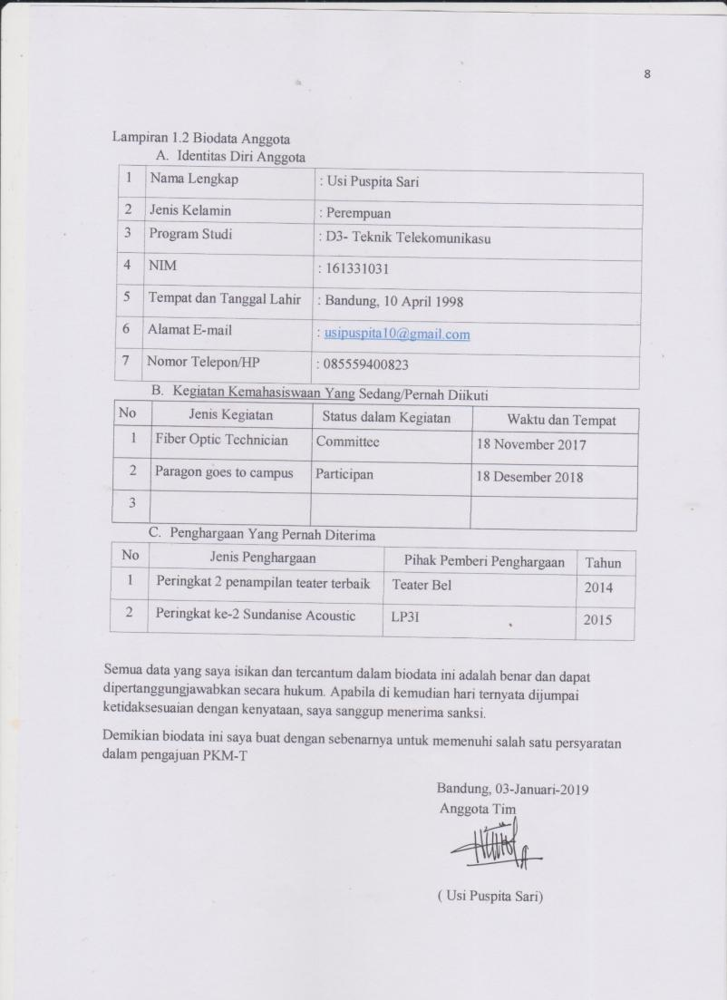 8
Lampiran 1.2 Biodata Anggota
A. Identitas Diri Anggota
1 Nama Lengkap : Usi Puspita Sari
2 Jenis Kelamin : Perempuan
3 Program Studi : D3- Teknik Telekomunikasu
4 NIM : 161331031
5 Tempat dan Tanggal Lahir : Bandung, 10 April 1998
6 Alamat E-mail : usipuspita10@gmail.com
7 Nomor Telepon/HP : 085559400823
B. Kegiatan Kemahasiswaan Yang Sedang/Pernah Diikuti
No Jenis Kegiatan Status dalam Kegiatan Waktu dan Tempat
1 Fiber Optic Technician Committee 18 November 2017
2 Paragon goes to campus Participan 18 Desember 2018
3
C. Penghargaan Yang Pernah Diterima
No Jenis Penghargaan Pihak Pemberi Penghargaan Tahun
1 Peringkat 2 penampilan teater terbaik Teater Bel 2014
2 Peringkat ke-2 Sundanise Acoustic LP3I 2015
Semua data yang saya isikan dan tercantum dalam biodata ini adalah benar dan dapat
dipertanggungjawabkan secara hukum. Apabila di kemudian hari ternyata dijumpai
ketidaksesuaian dengan kenyataan, saya sanggup menerima sanksi.
Demikian biodata ini saya buat dengan sebenarnya untuk memenuhi salah satu persyaratan
dalam pengajuan PKM-T
Bandung, 03-Januari-2019
Anggota Tim
( Usi Puspita Sari)